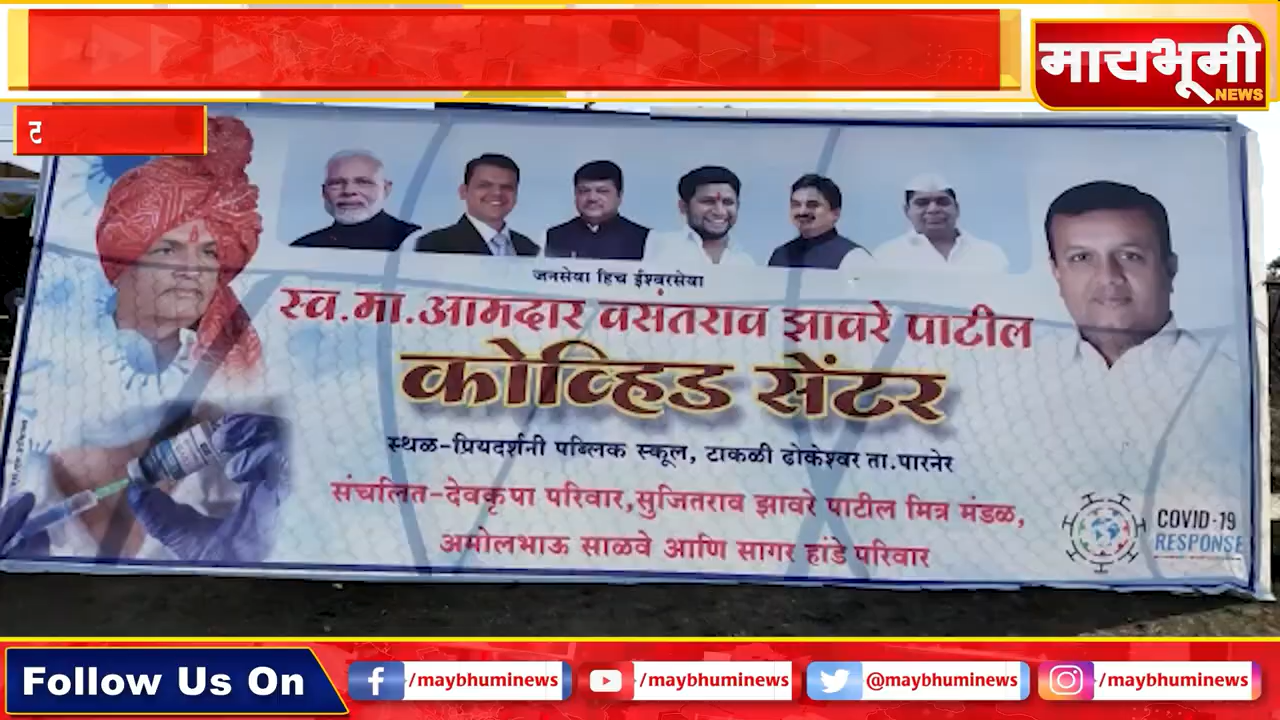 मायभूमी
NEWS
ट
जनसेवा हिच ईश्वरसेवा
स्व.मा.आमदार वसंतराव झावरे पाटील
कोव्हिड सेंटर
स्थळ-प्रियदर्शनी पब्लिक स्कूल, टाकळी ढोकेश्वर ता.पारनेर
संचलित-देवकृपा परिवार,सुजितराव झावरे पाटील मित्र मंडळ,
अमोलभाऊ साळवे आणि सागर हांडे परिवार
COVID-19
RESPONSE
Follow Us On
/maybhuminews
/maybhuminews
@maybhuminews
/maybhuminews